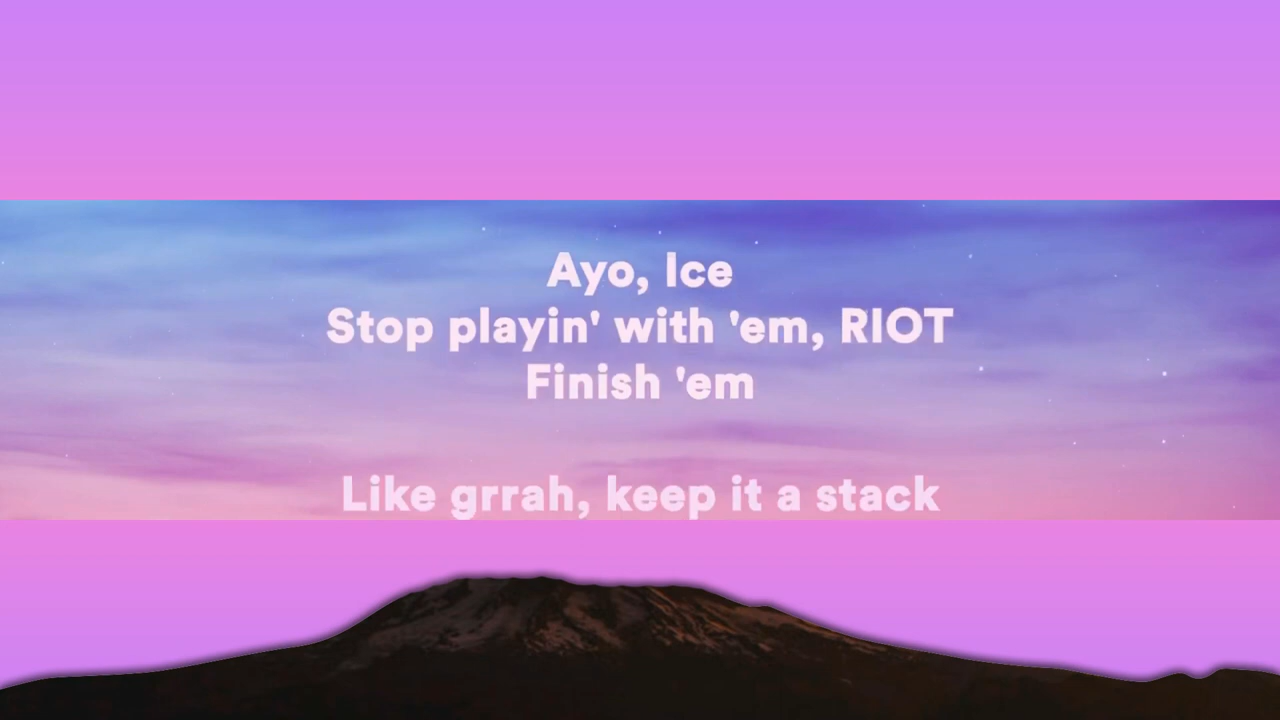 Ayo, Ice
Stop playin' with 'em, RIOT
Finish 'em
Like grrah, keep it a stack